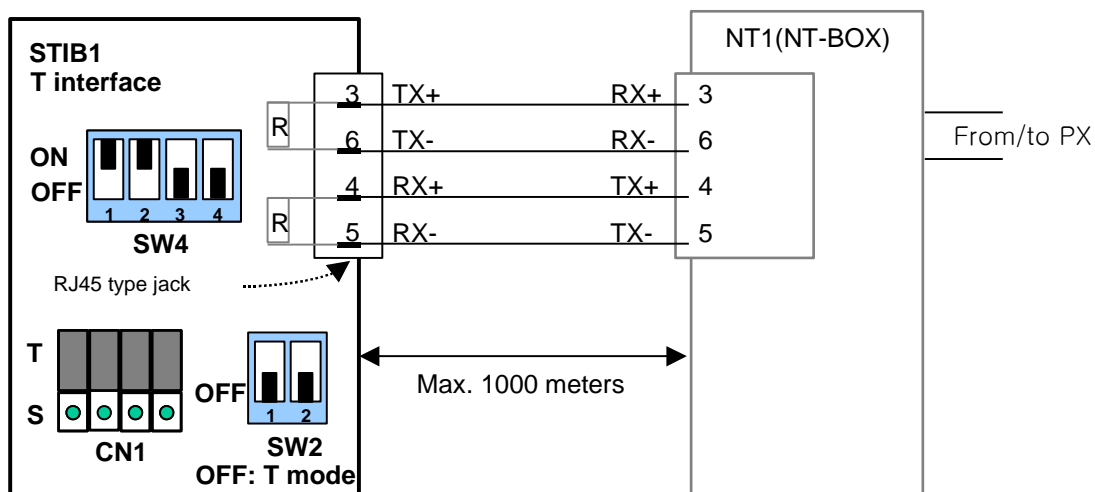 STIB1
T interface
NT1(NT-BOX)
3 TX+ RX+ 3
R
6 TX- RX- 6
From/to PX
ON
OFF
1 2 3 4
SW4
4 RX+ TX+ 4
R
5 RX- TX- 5
RJ45 type jack
T
S
CN1
OFF
1 2
SW2
OFF: T mode
Max. 1000 meters